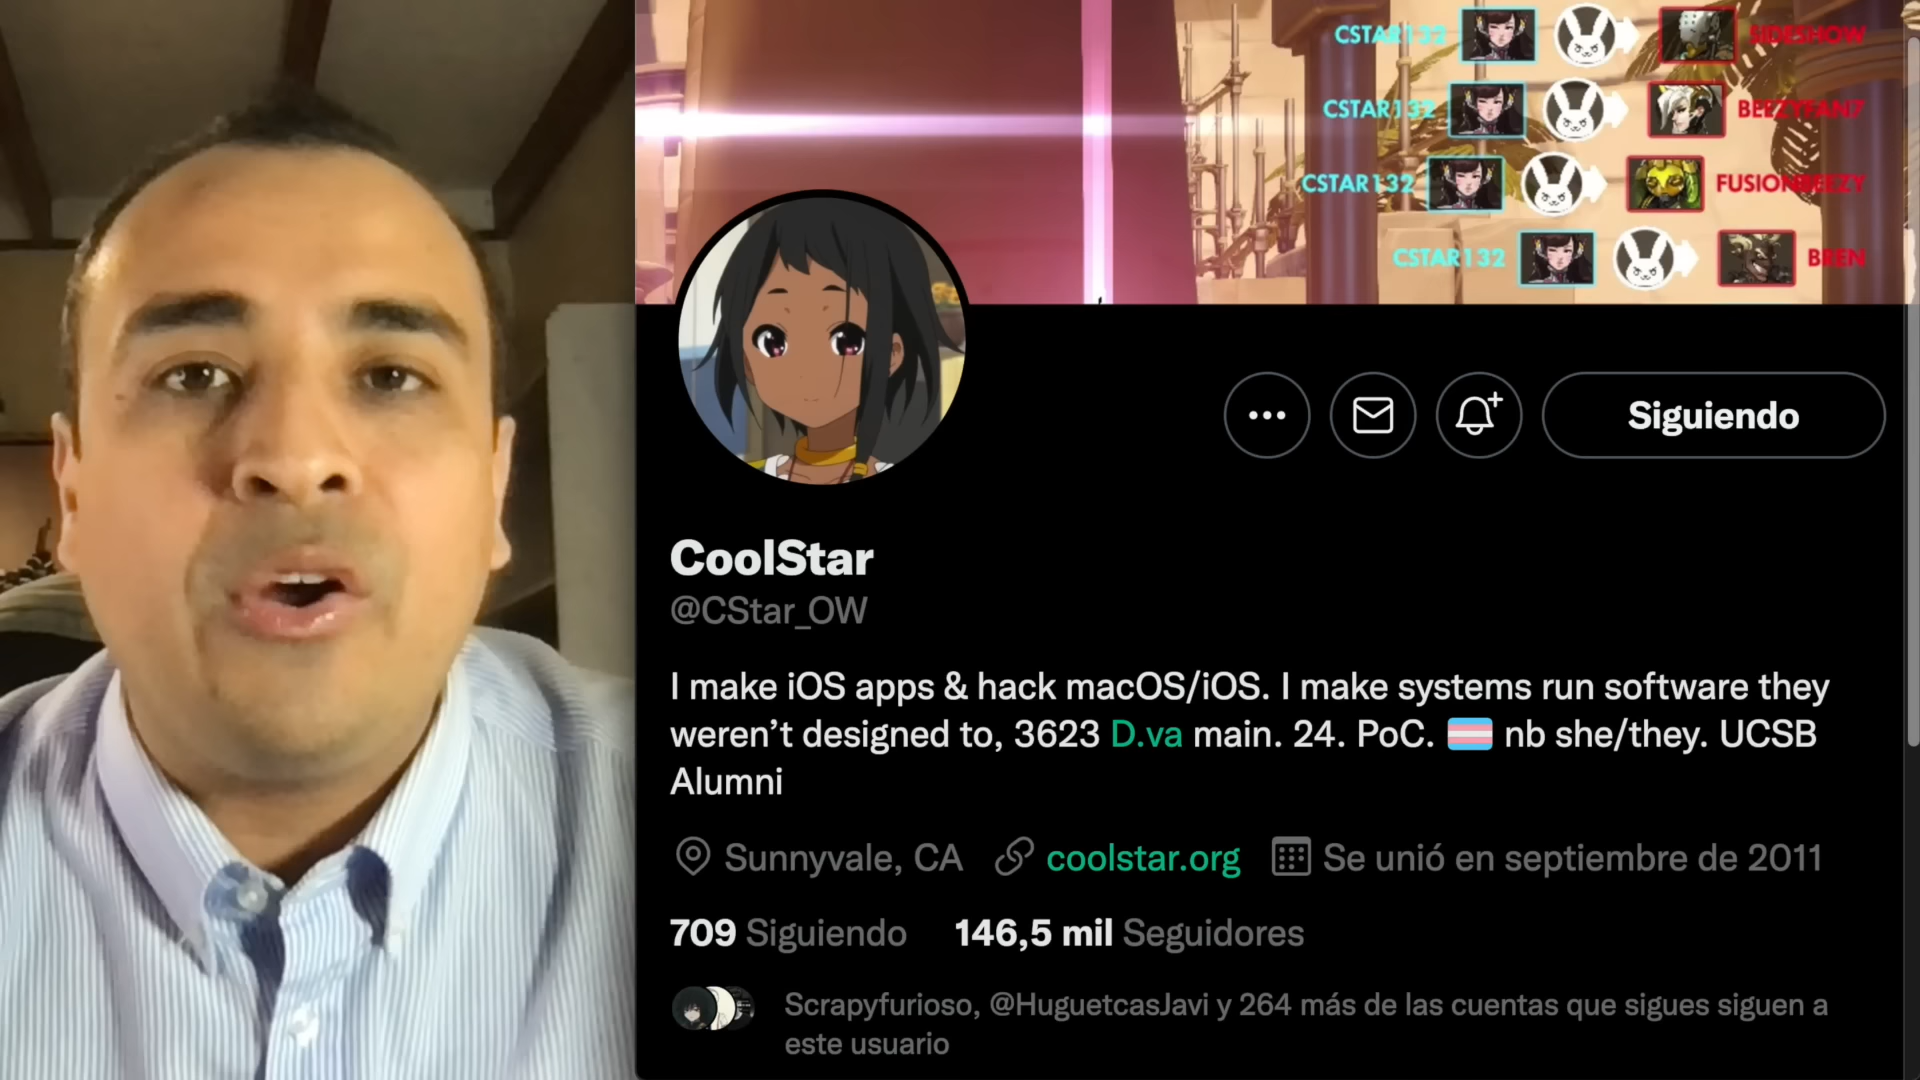 CSTAR132 SIDESHOW
CSTAR132 BEEZYFAN7
CSTAR132 FUSIONBEEZY
CSTAR132 BREN
Siguiendo
CoolStar
@CStar_OW
I make iOS apps & hack macOS/iOS. I make systems run software they
weren’t designed to, 3623 D.va main. 24. PoC. nb she/they. UCSB
Alumni
Sunnyvale, CA coolstar.org Se unió en septiembre de 2011
709 Siguiendo 146,5 mil Seguidores
Scrapyfurioso, @HuguetcasJavi y 264 más de las cuentas que sigues siguen a
este usuario